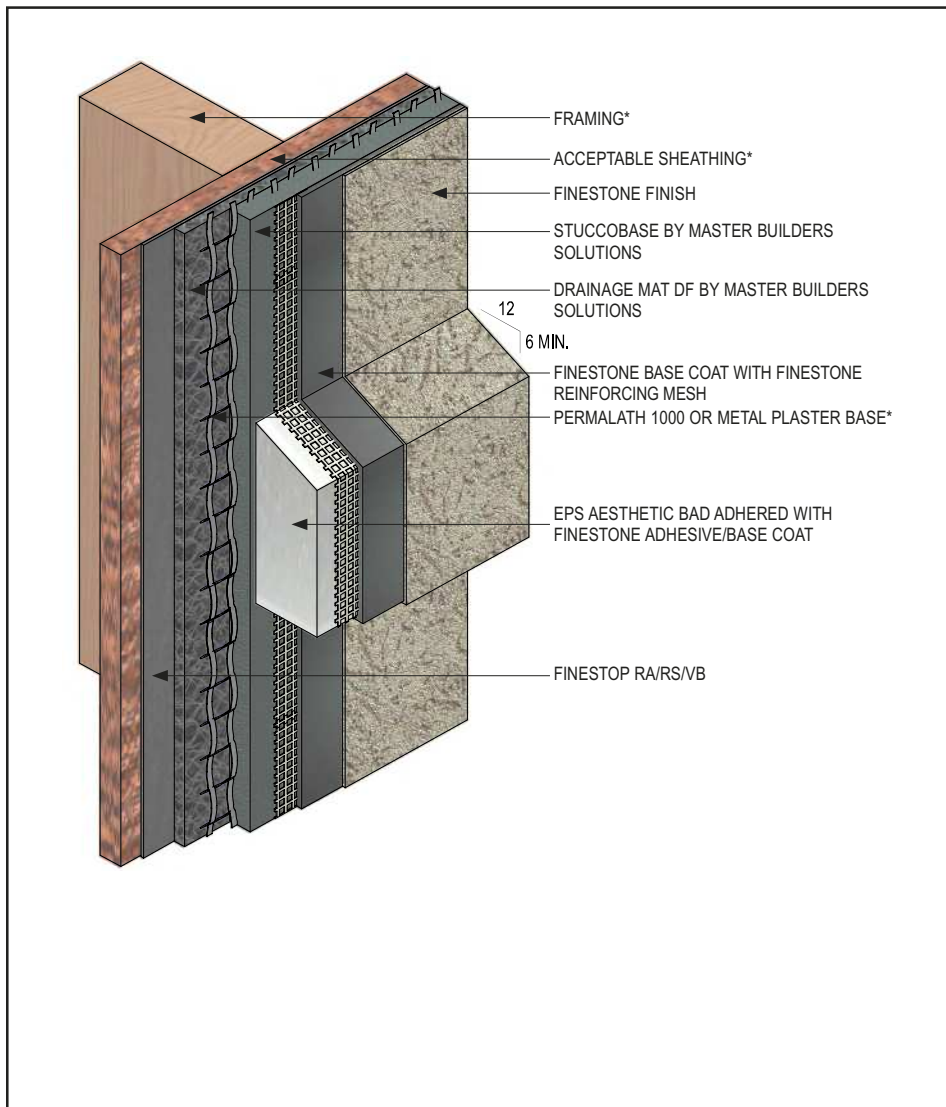 FRAMING*
ACCEPTABLE SHEATHING*
FINESTONE FINISH
STUCCOBASE BY MASTER BUILDERS
SOLUTIONS
DRAINAGE MAT DF BY MASTER BUILDERS
SOLUTIONS
12
6 MIN.
FINESTONE BASE COAT WITH FINESTONE
REINFORCING MESH
PERMALATH 1000 OR METAL PLASTER BASE*
EPS AESTHETIC BAD ADHERED WITH
FINESTONE ADHESIVE/BASE COAT
FINESTOP RA/RS/VB